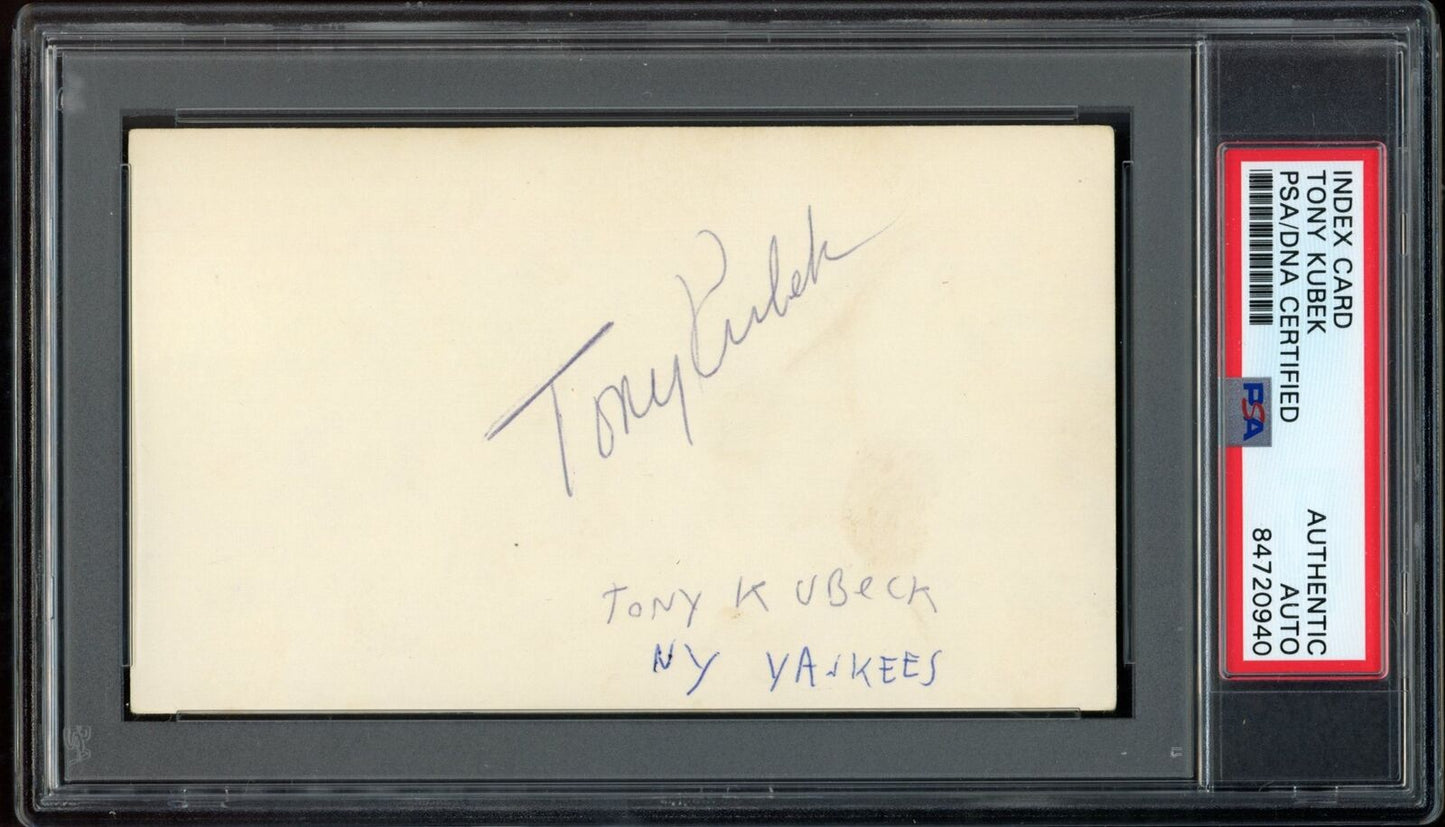 Tony Kubek
TONY KUBECK
NY YANKEES
INDEX CARD
TONY KUBEK
PSA/DNA CERTIFIED
PSA
AUTHENTIC
AUTO
84720940